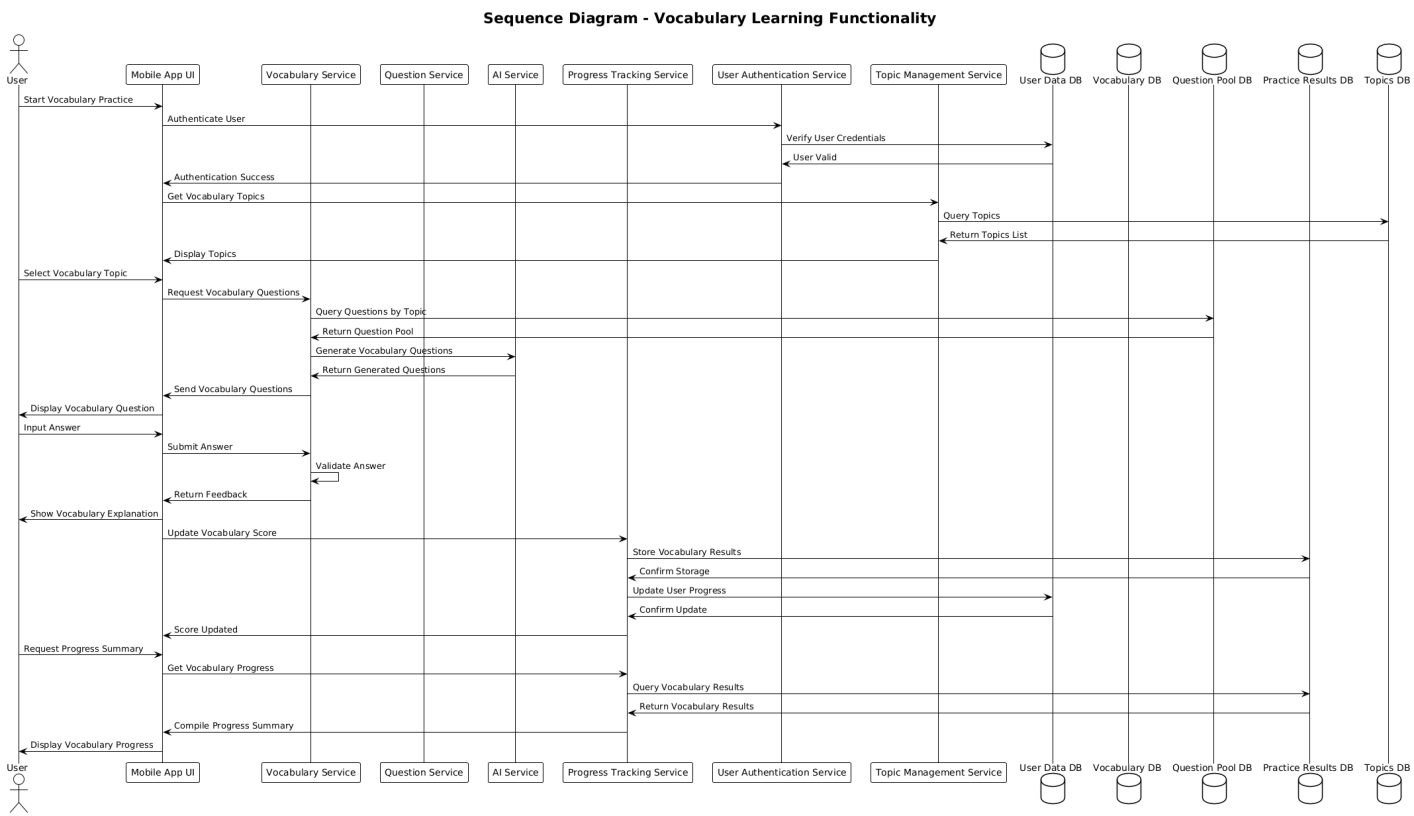 Sequence Diagram - Vocabulary Learning Functionality
User
Mobile App UI
Vocabulary Service
Question Service
AI Service
Progress Tracking Service
User Authentication Service
Topic Management Service
User Data DB
Vocabulary DB
Question Pool DB
Practice Results DB
Topics DB
Start Vocabulary Practice
Authenticate User
Verify User Credentials
User Valid
Authentication Success
Get Vocabulary Topics
Query Topics
Return Topics List
Display Topics
Select Vocabulary Topic
Request Vocabulary Questions
Query Questions by Topic
Return Question Pool
Generate Vocabulary Questions
Return Generated Questions
Send Vocabulary Questions
Display Vocabulary Question
Input Answer
Submit Answer
Validate Answer
Return Feedback
Show Vocabulary Explanation
Update Vocabulary Score
Store Vocabulary Results
Confirm Storage
Update User Progress
Confirm Update
Score Updated
Request Progress Summary
Get Vocabulary Progress
Query Vocabulary Results
Return Vocabulary Results
Compile Progress Summary
Display Vocabulary Progress
User
Mobile App UI
Vocabulary Service
Question Service
AI Service
Progress Tracking Service
User Authentication Service
Topic Management Service
User Data DB
Vocabulary DB
Question Pool DB
Practice Results DB
Topics DB